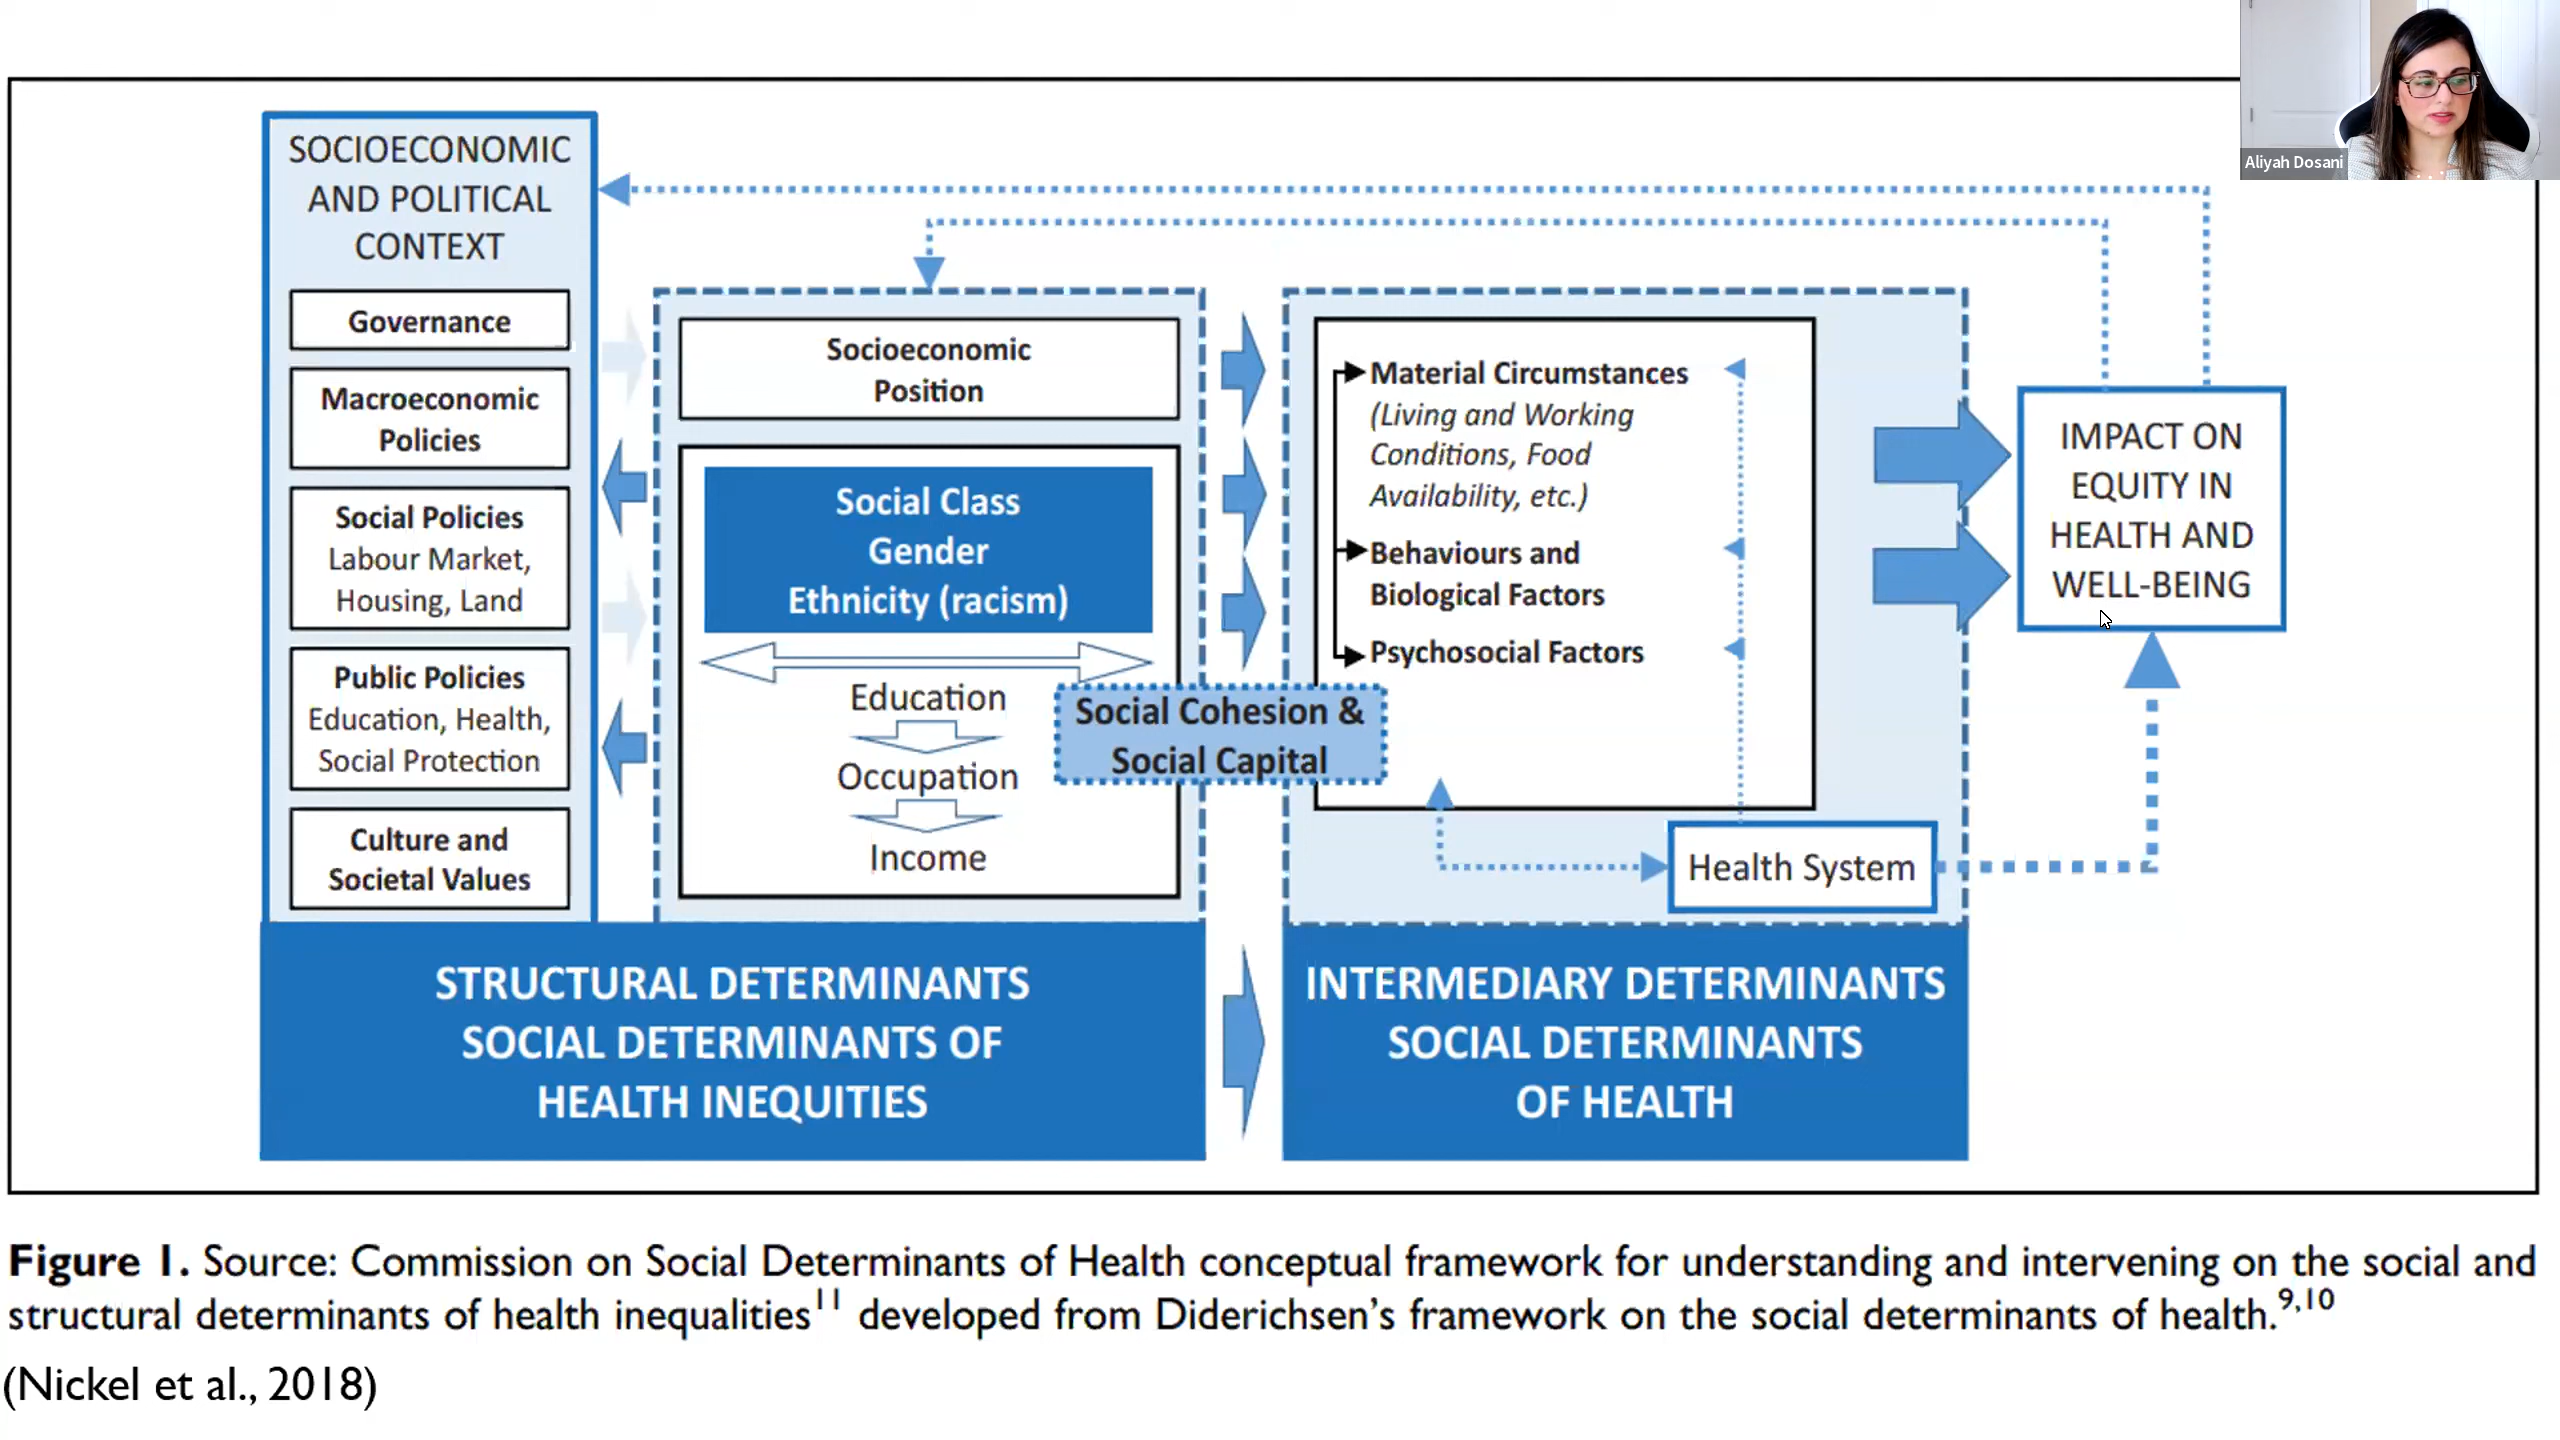 Aliyah Dosani
SOCIOECONOMIC
AND POLITICAL
CONTEXT
Governance
Macroeconomic
Policies
Social Policies
Labour Market,
Housing, Land
Public Policies
Education, Health,
Social Protection
Culture and
Societal Values
Socioeconomic
Position
Social Class
Gender
Ethnicity (racism)
Education
Occupation
Income
Social Cohesion &
Social Capital
Material Circumstances
(Living and Working
Conditions, Food
Availability, etc.)
Behaviours and
Biological Factors
Psychosocial Factors
Health System
IMPACT ON
EQUITY IN
HEALTH AND
WELL-BEING
STRUCTURAL DETERMINANTS
SOCIAL DETERMINANTS OF
HEALTH INEQUITIES
INTERMEDIARY DETERMINANTS
SOCIAL DETERMINANTS
OF HEALTH
Figure 1. Source: Commission on Social Determinants of Health conceptual framework for understanding and intervening on the social and
structural determinants of health inequalities¹¹ developed from Diderichsen’s framework on the social determinants of health.⁹,¹⁰
(Nickel et al., 2018)